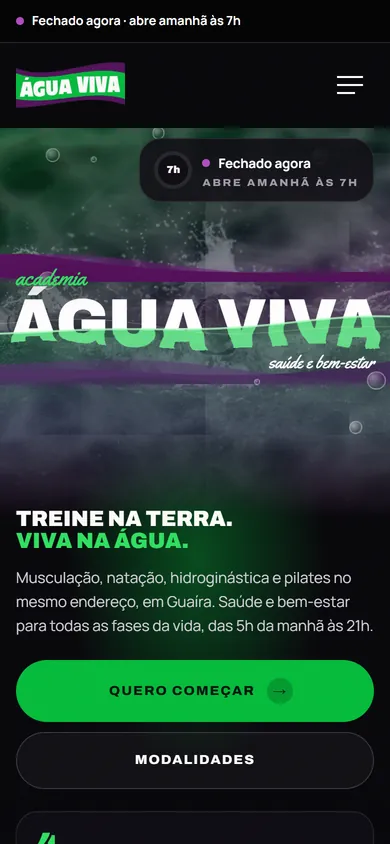 Fechado agora · abre amanhã às 7h
ÁGUA VIVA
7h
Fechado agora
ABRE AMANHÃ ÀS 7H
academia
ÁGUA VIVA
saúde e bem-estar
TREINE NA TERRA.
VIVA NA ÁGUA.
Musculação, natação, hidroginástica e pilates no
mesmo endereço, em Guaíra. Saúde e bem-estar
para todas as fases da vida, das 5h da manhã às 21h.
QUERO COMEÇAR →
MODALIDADES